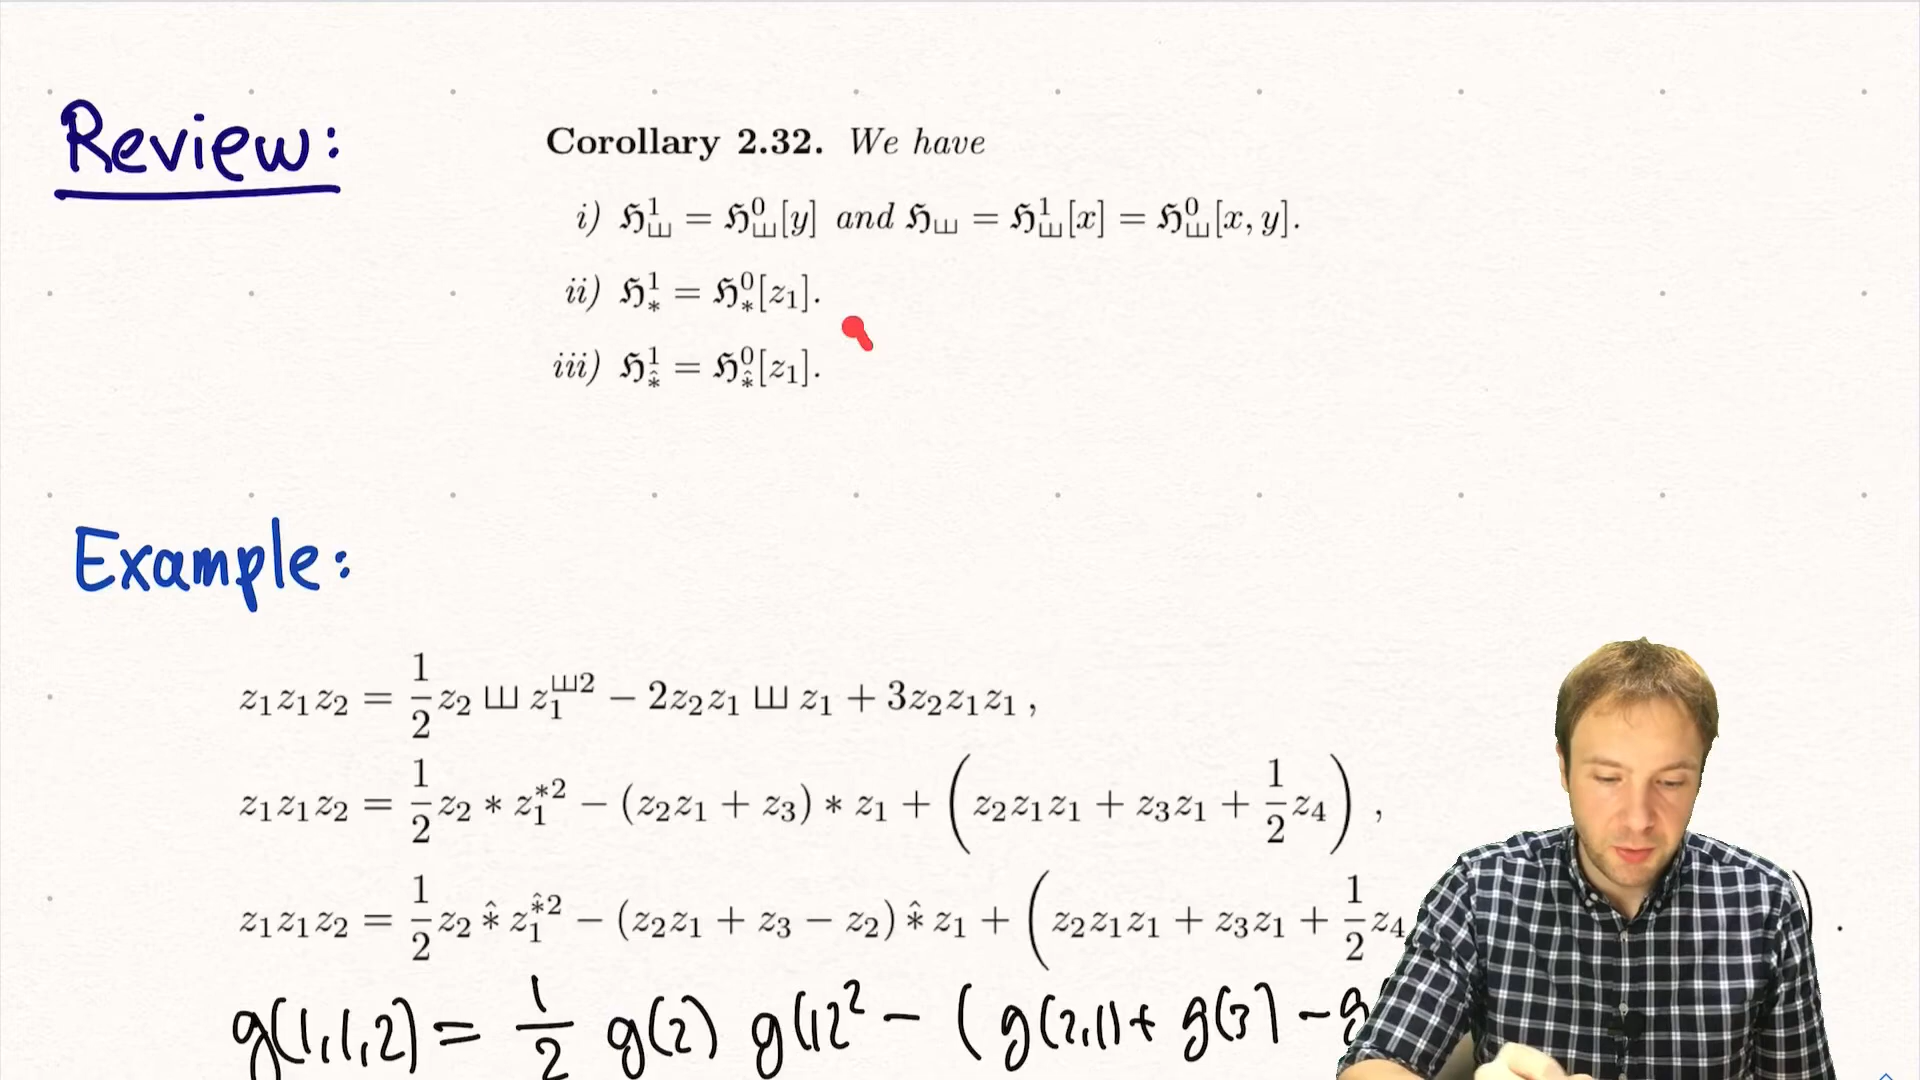 Review:
Corollary 2.32. We have
i) ℌ¹_ш = ℌ⁰_ш[y] and ℌ_ш = ℌ¹_ш[x] = ℌ⁰_ш[x, y].
ii) ℌ¹_* = ℌ⁰_*[z₁].
iii) ℌ¹_*̂ = ℌ⁰_*̂[z₁].
Example:
z₁z₁z₂ = 1/2 z₂ ш z₁^ш2 − 2z₂z₁ ш z₁ + 3z₂z₁z₁ ,
z₁z₁z₂ = 1/2 z₂ * z₁^*2 − (z₂z₁ + z₃) * z₁ + (z₂z₁z₁ + z₃z₁ + 1/2 z₄) ,
z₁z₁z₂ = 1/2 z₂ *̂ z₁^*̂2 − (z₂z₁ + z₃ − z₂) *̂ z₁ + (z₂z₁z₁ + z₃z₁ + 1/2 z₄ ) .
g(1,1,2) = 1/2 g(2) g(1)² − (g(2,1) + g(3) − g